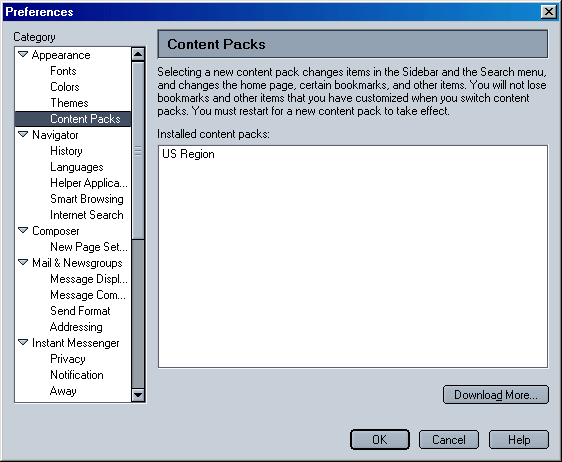 Preferences
Category
Appearance
Fonts
Colors
Themes
Content Packs
Navigator
History
Languages
Helper Applica...
Smart Browsing
Internet Search
Composer
New Page Set...
Mail & Newsgroups
Message Displ...
Message Com...
Send Format
Addressing
Instant Messenger
Privacy
Notification
Away
Content Packs
Selecting a new content pack changes items in the Sidebar and the Search menu,
and changes the home page, certain bookmarks, and other items. You will not lose
bookmarks and other items that you have customized when you switch content
packs. You must restart for a new content pack to take effect.
Installed content packs:
US Region
Download More...
OK
Cancel
Help